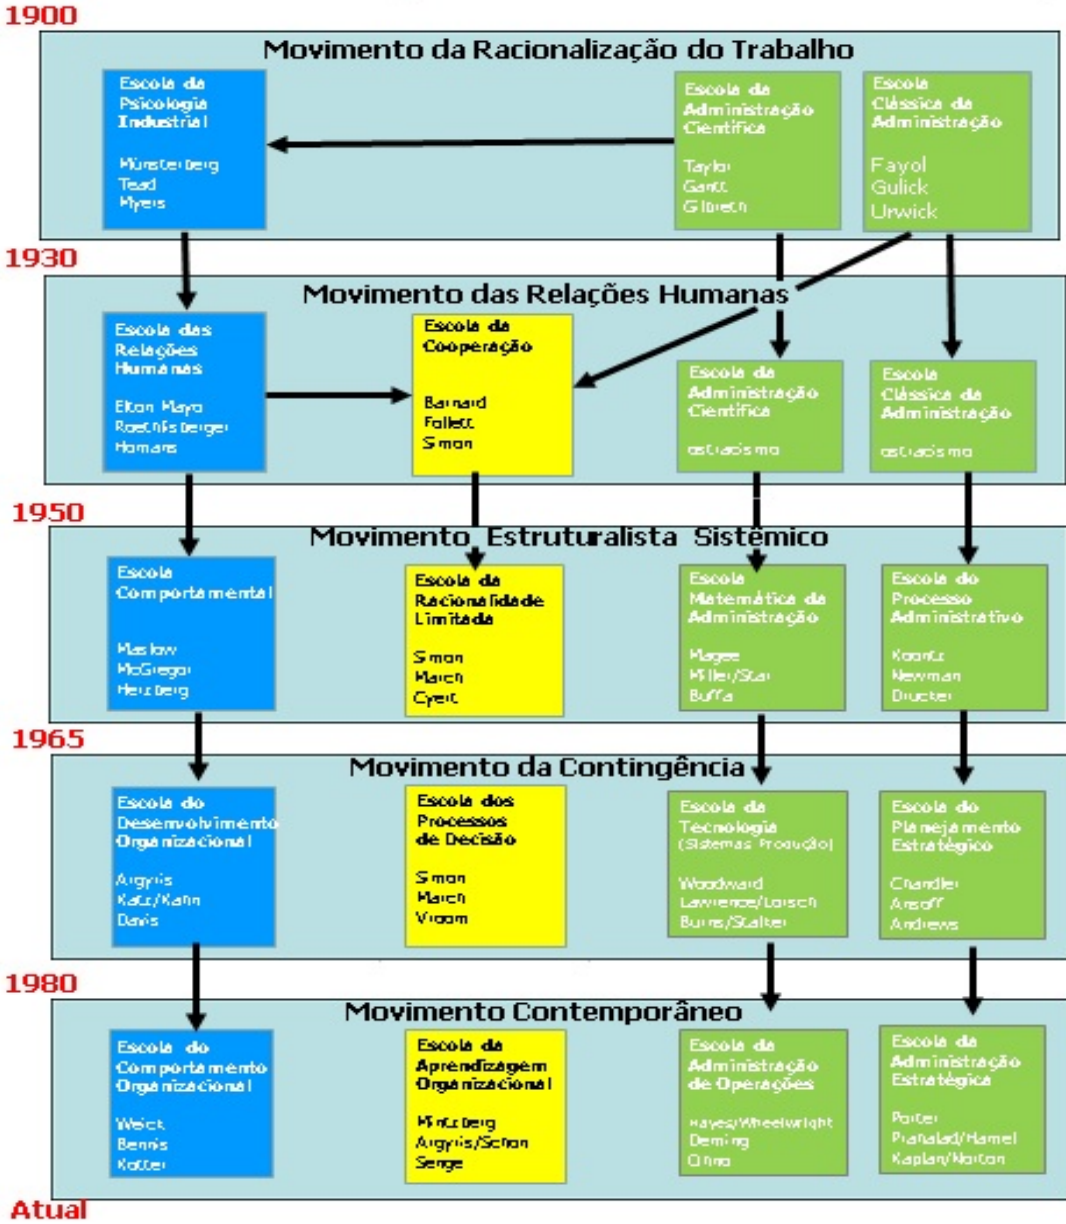 1900
Movimento da Racionalização do Trabalho
Escola da
Psicologia
Industrial
Münsterberg
Tead
Myers
Escola da
Administração
Científica
Taylor
Gantt
Gilbreth
Escola
Clássica da
Administração
Fayol
Gulick
Urwick
1930
Movimento das Relações Humanas
Escola das
Relações
Humanas
Elton Mayo
Roethlisberger
Homans
Escola da
Cooperação
Barnard
Follett
Simon
Escola da
Administração
Científica
ostracismo
Escola
Clássica da
Administração
ostracismo
1950
Movimento Estruturalista Sistêmico
Escola
Comportamental
Maslow
McGregor
Herzberg
Escola da
Racionalidade
Limitada
Simon
March
Cyert
Escola
Matemática da
Administração
Magee
Miller/Star
Buffa
Escola do
Processo
Administrativo
Koontz
Newman
Drucker
1965
Movimento da Contingência
Escola do
Desenvolvimento
Organizacional
Argyris
Katz/Kahn
Davis
Escola dos
Processos
de Decisão
Simon
March
Vroom
Escola da
Tecnologia
(Sistemas Produção)
Woodward
Lawrence/Lorsch
Burns/Stalker
Escola do
Planejamento
Estratégico
Chandler
Ansoff
Andrews
1980
Movimento Contemporâneo
Escola do
Comportamento
Organizacional
Weick
Bennis
Kotter
Escola da
Aprendizagem
Organizacional
Mintzberg
Argyris/Schon
Senge
Escola da
Administração
de Operações
Hayes/Wheelwright
Deming
Ohno
Escola da
Administração
Estratégica
Porter
Prahalad/Hamel
Kaplan/Norton
Atual